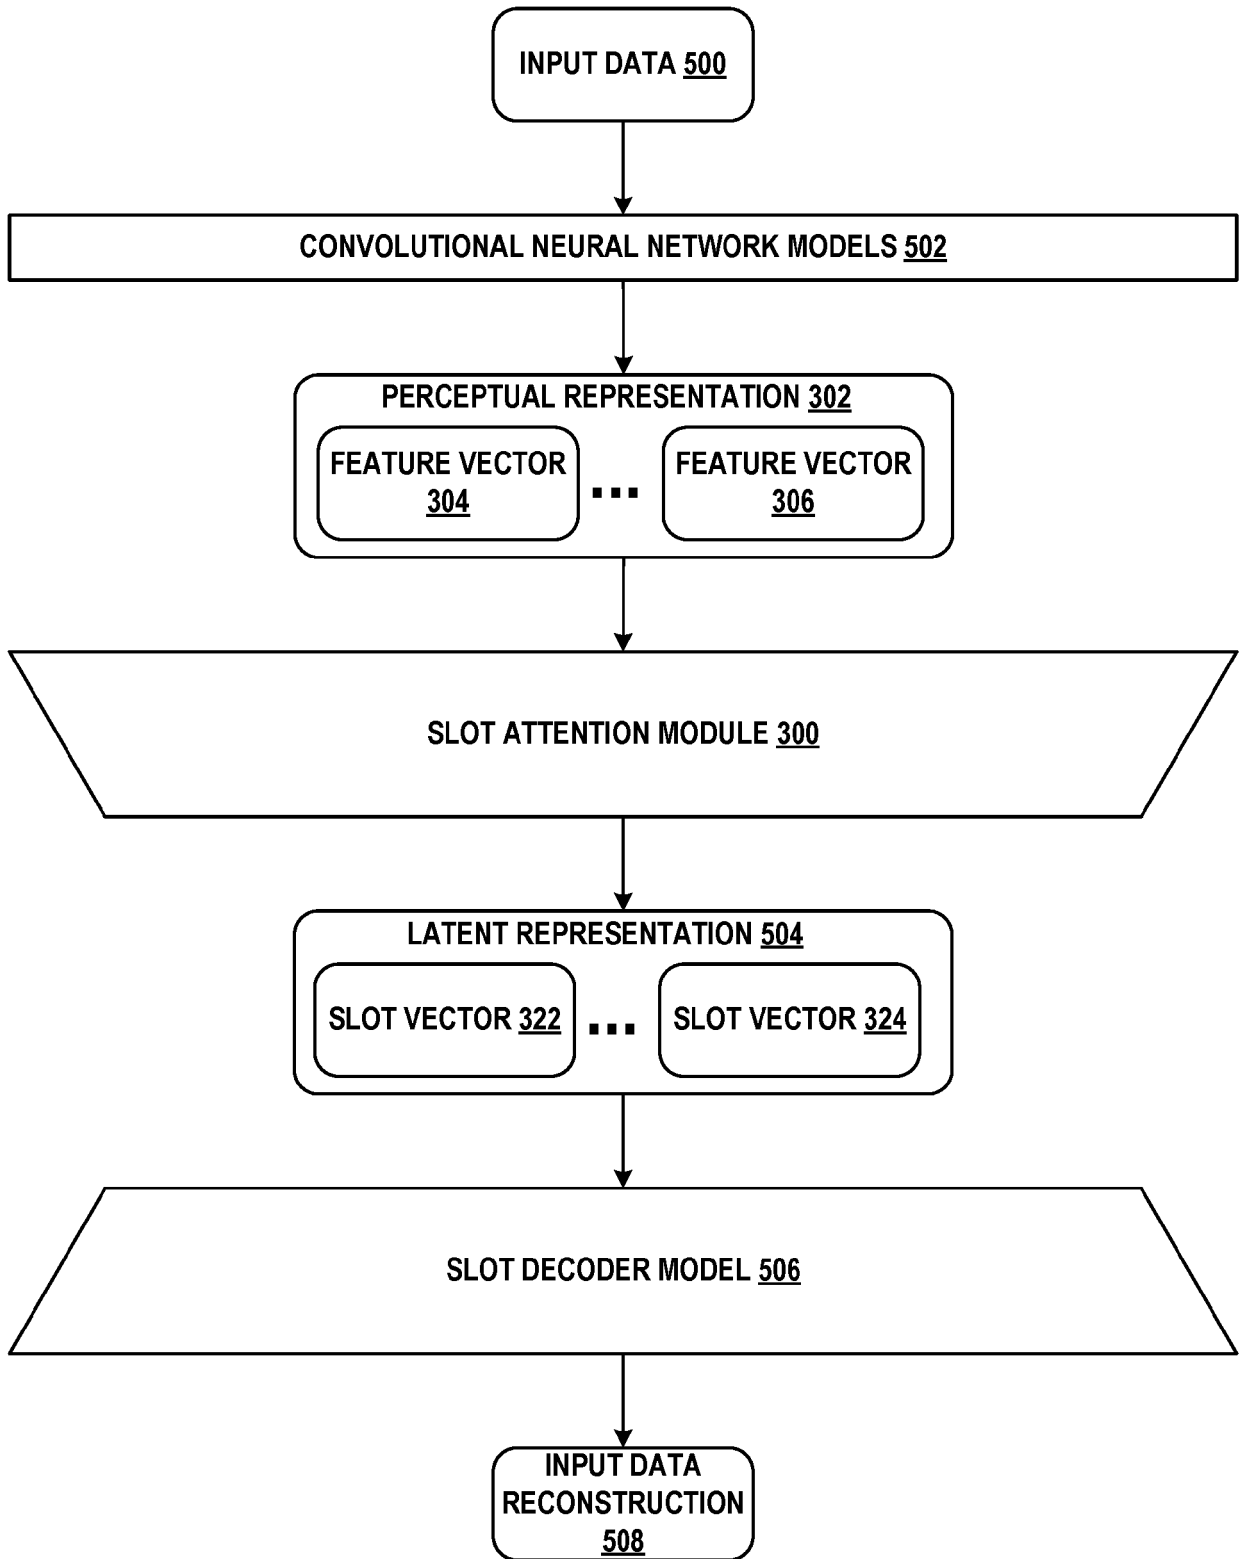 INPUT DATA 500
CONVOLUTIONAL NEURAL NETWORK MODELS 502
PERCEPTUAL REPRESENTATION 302
FEATURE VECTOR
304
...
FEATURE VECTOR
306
SLOT ATTENTION MODULE 300
LATENT REPRESENTATION 504
SLOT VECTOR 322
...
SLOT VECTOR 324
SLOT DECODER MODEL 506
INPUT DATA
RECONSTRUCTION
508